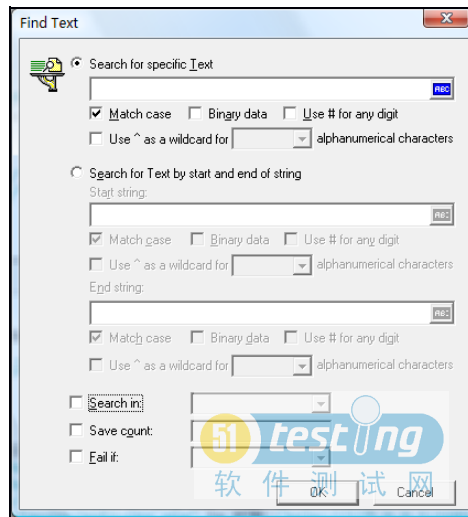 Find Text
Search for specific Text
ABC
Match case Binary data Use # for any digit
Use ^ as a wildcard for alphanumerical characters
Search for Text by start and end of string
Start string:
ABC
Match case Binary data Use # for any digit
Use ^ as a wildcard for alphanumerical characters
End string:
ABC
Match case Binary data Use # for any digit
Use ^ as a wildcard for alphanumerical characters
Search in:
Save count:
Fail if:
51 testing
软件测试网
OK Cancel